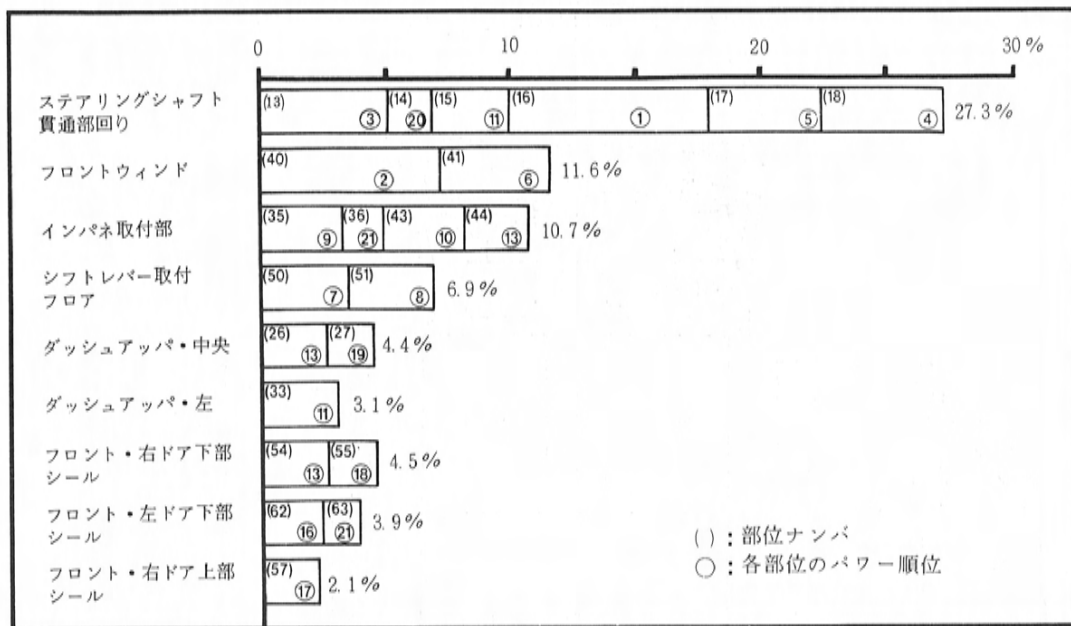 0 10 20 30%
ステアリングシャフト
貫通部回り
(13) ③ (14) ⑳ (15) ⑪ (16) ① (17) ⑤ (18) ④ 27.3%
フロントウィンド
(40) ② (41) ⑥ 11.6%
インパネ取付部
(35) ⑨ (36) ㉑ (43) ⑩ (44) ⑬ 10.7%
シフトレバー取付
フロア
(50) ⑦ (51) ⑧ 6.9%
ダッシュアッパ・中央
(26) ⑬ (27) ⑲ 4.4%
ダッシュアッパ・左
(33) ⑪ 3.1%
フロント・右ドア下部
シール
(54) ⑬ (55) ⑱ 4.5%
フロント・左ドア下部
シール
(62) ⑯ (63) ㉑ 3.9%
フロント・右ドア上部
シール
(57) ⑰ 2.1%
( ):部位ナンバ
○:各部位のパワー順位